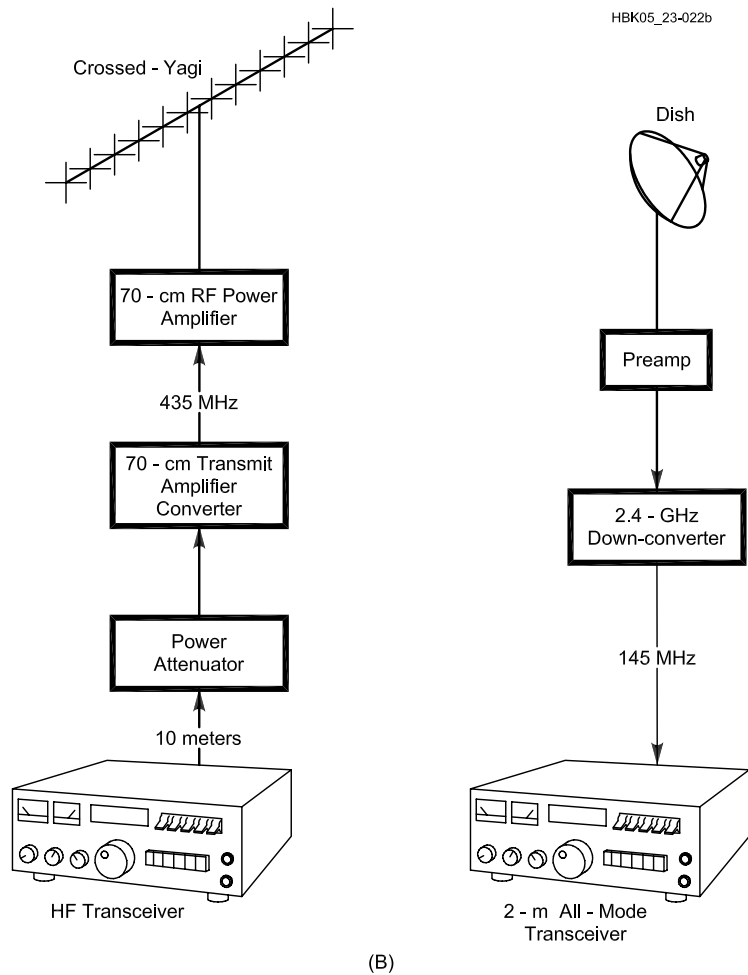 HBK05_23-022b
Crossed - Yagi
70 - cm RF Power
Amplifier
435 MHz
70 - cm Transmit
Amplifier
Converter
Power
Attenuator
10 meters
HF Transceiver
Dish
Preamp
2.4 - GHz
Down-converter
145 MHz
2 - m All - Mode
Transceiver
(B)